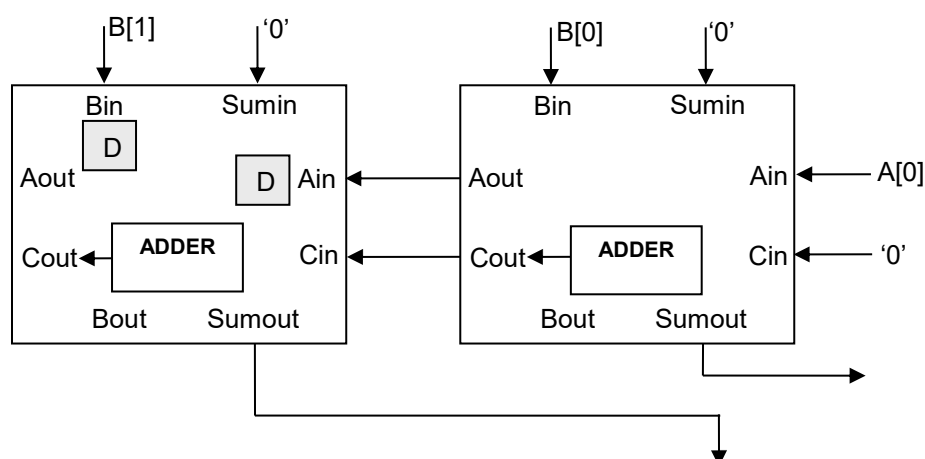 B[1] ‘0’ B[0] ‘0’
Bin Sumin Bin Sumin
D
D
Aout Ain Aout Ain A[0]
ADDER ADDER
Cout Cin Cout Cin ‘0’
Bout Sumout Bout Sumout